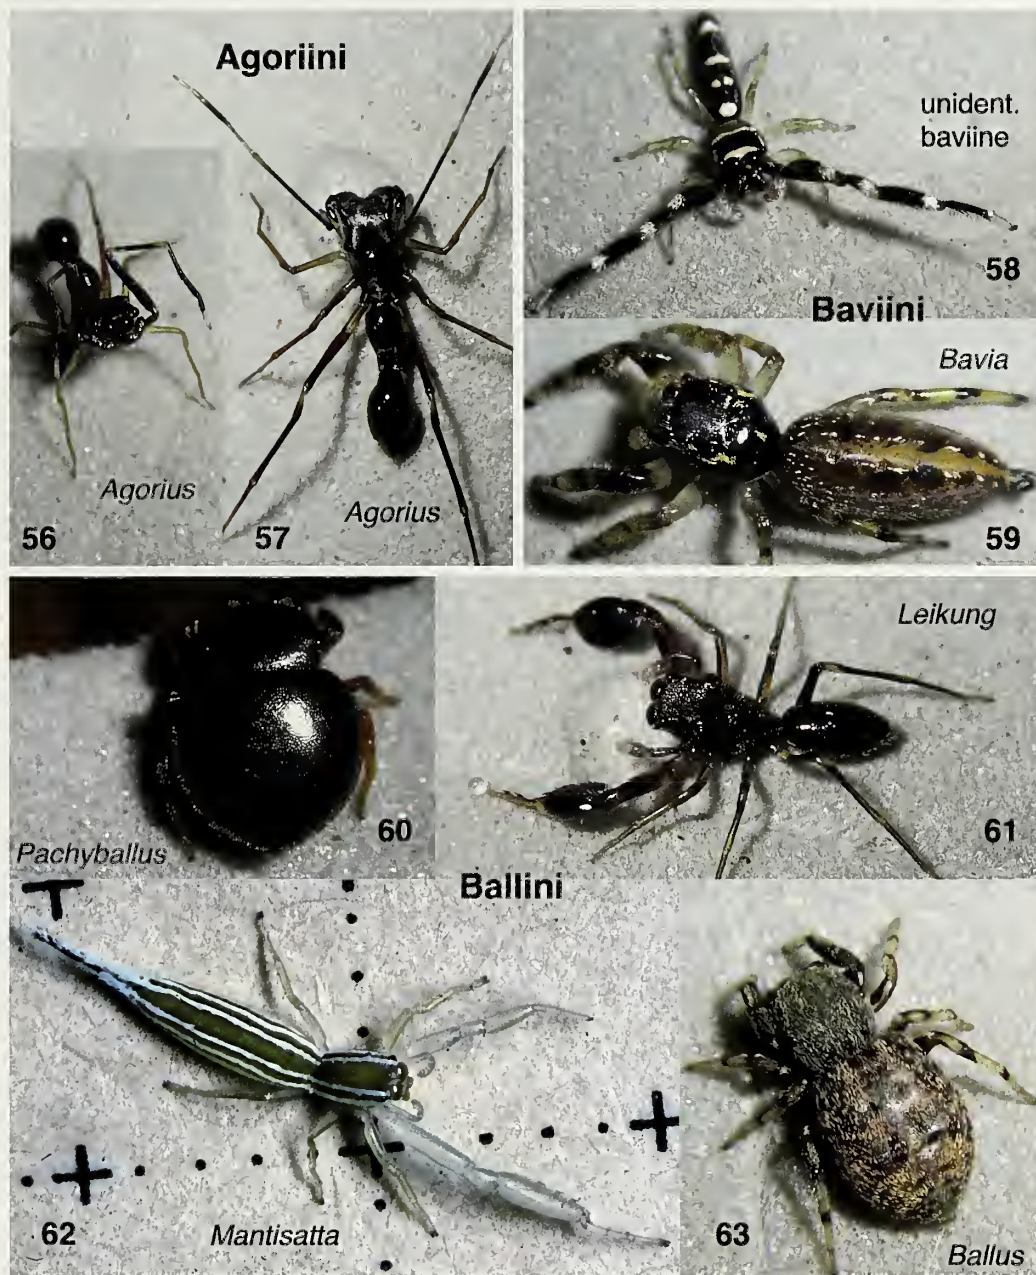 Agoriini
Agorius
56
57
Agorius
unident.
baviine
58
Baviini
Bavia
59
Pachyballus
60
Leikung
61
Ballini
62
Mantisatta
63
Ballus